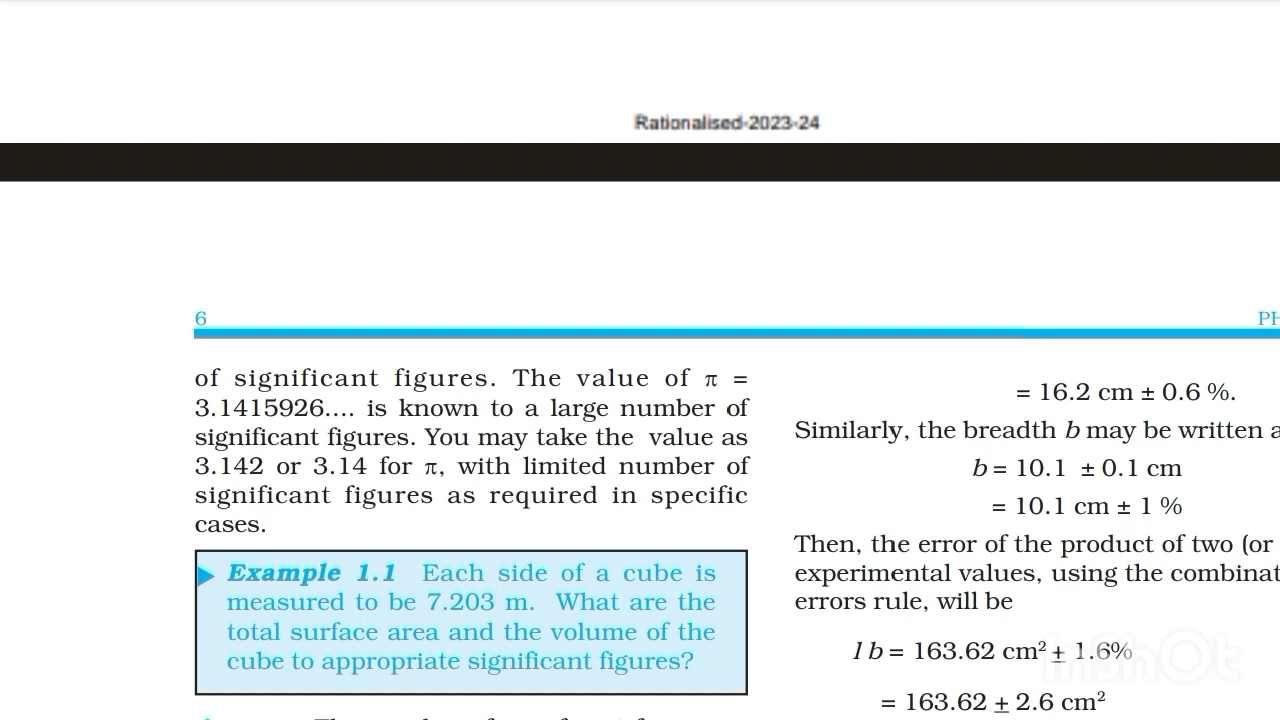 Rationalised-2023-24
6
PH
of significant figures. The value of π =
3.1415926.... is known to a large number of
significant figures. You may take the value as
3.142 or 3.14 for π, with limited number of
significant figures as required in specific
cases.
Example 1.1 Each side of a cube is
measured to be 7.203 m. What are the
total surface area and the volume of the
cube to appropriate significant figures?
= 16.2 cm ± 0.6 %.
Similarly, the breadth b may be written a
b = 10.1 ± 0.1 cm
= 10.1 cm ± 1 %
Then, the error of the product of two (or
experimental values, using the combinat
errors rule, will be
l b = 163.62 cm² ± 1.6%
= 163.62 ± 2.6 cm²
InShOt